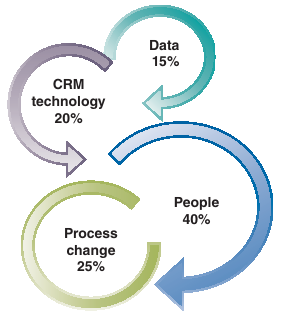 Data
15%
CRM
technology
20%
People
40%
Process
change
25%